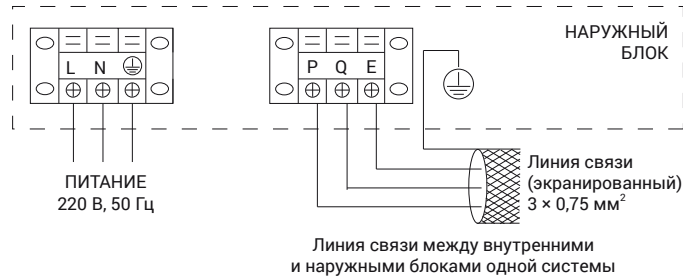 НАРУЖНЫЙ
БЛОК
L N
P Q E
ПИТАНИЕ
220 В, 50 Гц
Линия связи
(экранированный)
3 × 0,75 мм²
Линия связи между внутренними
и наружными блоками одной системы